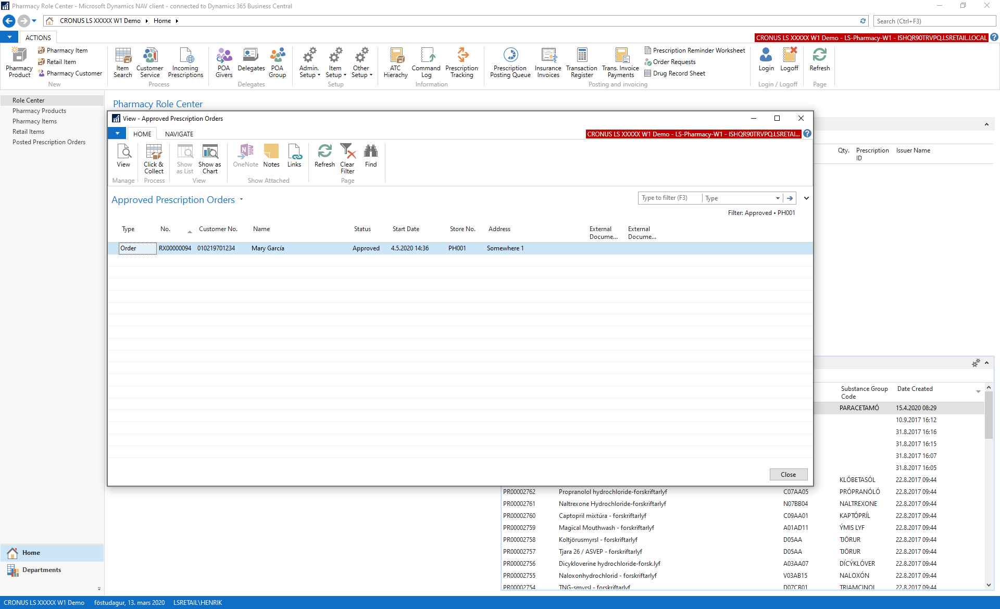 Pharmacy Role Center - Microsoft Dynamics NAV client - connected to Dynamics 365 Business Central
CRONUS LS XXXXX W1 Demo Home
Search (Ctrl+F3)
ACTIONS
CRONUS LS XXXXX W1 Demo - LS-Pharmacy-W1 - ISHQR90TRVPQ.LSRETAIL.LOCAL
Pharmacy Product
Pharmacy Item
Retail Item
Pharmacy Customer
New
Item Search
Customer Service
Incoming Prescriptions
Process
POA Givers
Delegates
POA Group
Delegates
Admin. Setup
Item Setup
Other Setup
Setup
ATC Hierachy
Command Log
Prescription Tracking
Information
Prescription Posting Queue
Insurance Invoices
Transaction Register
Trans. Invoice Payments
Prescription Reminder Worksheet
Order Requests
Drug Record Sheet
Posting and invoicing
Login
Logoff
Login / Logoff
Refresh
Page
Role Center
Pharmacy Products
Pharmacy Items
Retail Items
Posted Prescription Orders
Pharmacy Role Center
View - Approved Prescription Orders
HOME
NAVIGATE
CRONUS LS XXXXX W1 Demo - LS-Pharmacy-W1 - ISHQR90TRVPQ.LSRETAI...
View
Manage
Click & Collect
Process
Show as List
Show as Chart
View
OneNote
Notes
Links
Show Attached
Refresh
Clear Filter
Find
Page
Approved Prescription Orders
Type to filter (F3)
Type
Filter: Approved • PH001
Type No. Customer No. Name Status Start Date Store No. Address External Docume... External Docume...
Order RX00000094 010219701234 Mary García Approved 4.5.2020 14:36 PH001 Somewhere 1
Close
Qty. Prescription ID Issuer Name
Substance Group Code Date Created
PARACETAMÓ 15.4.2020 08:29
10.9.2017 16:12
31.8.2017 16:16
31.8.2017 16:15
31.8.2017 16:07
31.8.2017 16:05
KLÓBETASÓL 22.8.2017 09:44
PR00002762 Propranolol hydrochloride-forskriftarlyf C07AA05 PRÓPRANÓLÓ 22.8.2017 09:44
PR00002761 Naltrexone Hydrochloride-forskriftarlyf N07BB04 NALTREXONE 22.8.2017 09:44
PR00002760 Captopril mixtúra - forskriftarlyf C09AA01 KAPTÓPRÍL 22.8.2017 09:44
PR00002759 Magical Mouthwash - forskriftarlyf A01AD11 ÝMIS LYF 22.8.2017 09:44
PR00002758 Koltjörusmyrsl - forskriftarlyf D05AA TJÖRUR 22.8.2017 09:44
PR00002757 Tjara 26 / ASVEP - forskriftarlyf D05AA TJÖRUR 22.8.2017 09:44
PR00002756 Dicykloverine hydrochloride-forsk.lyf A03AA07 DÍCÝKLÓVER 22.8.2017 09:44
PR00002755 Naloxonhydrochlorid - forskriftarlyf V03AB15 NALOXÓN 22.8.2017 09:44
PR00002754 TNG-smyrsl - forskriftarlyf D07CB01 TRIAMCINOL 22.8.2017 09:44
Home
Departments
CRONUS LS XXXXX W1 Demo föstudagur, 13. mars 2020 LSRETAIL\HENRIK